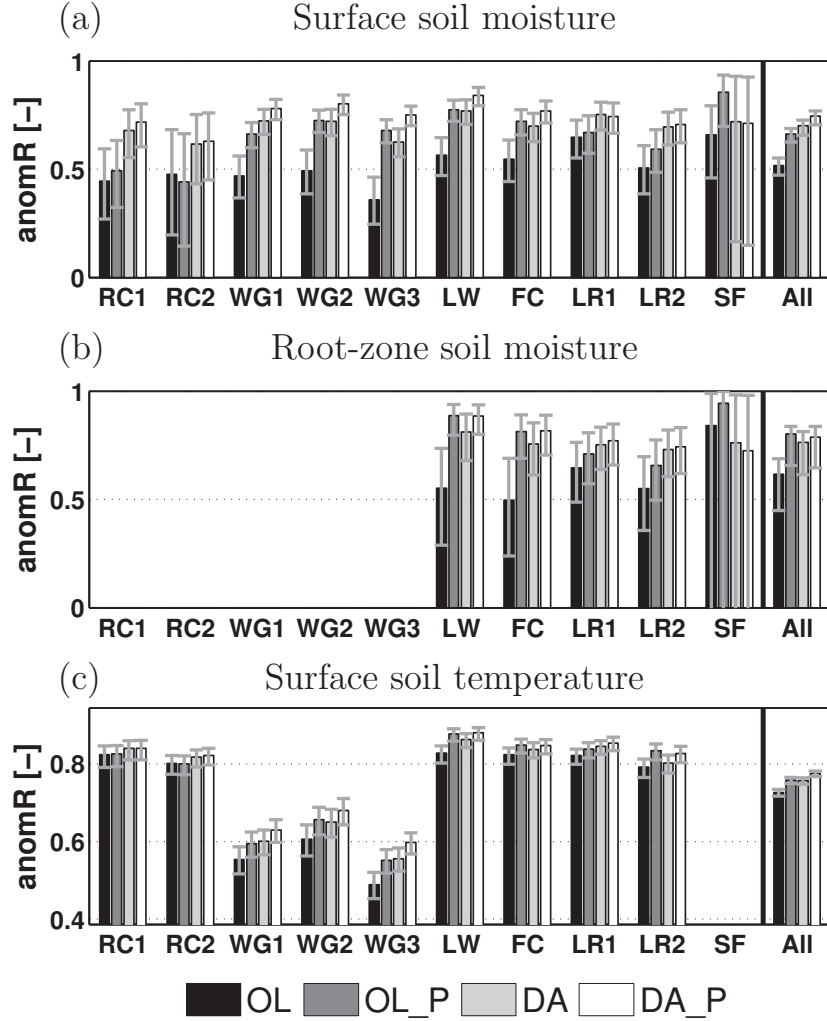 (a) Surface soil moisture
anomR [–]
1
0.5
0
RC1 RC2 WG1 WG2 WG3 LW FC LR1 LR2 SF All
(b) Root-zone soil moisture
anomR [–]
1
0.5
0
RC1 RC2 WG1 WG2 WG3 LW FC LR1 LR2 SF All
(c) Surface soil temperature
anomR [–]
0.8
0.6
0.4
RC1 RC2 WG1 WG2 WG3 LW FC LR1 LR2 SF All
OL OL_P DA DA_P